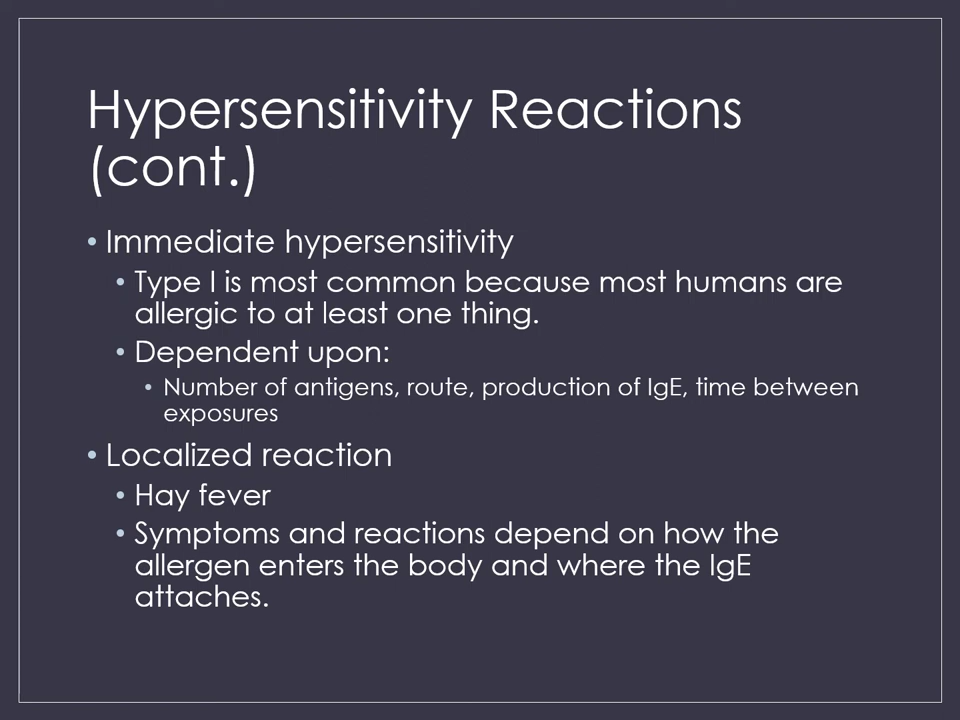 Hypersensitivity Reactions
(cont.)
• Immediate hypersensitivity
• Type I is most common because most humans are
allergic to at least one thing.
• Dependent upon:
• Number of antigens, route, production of IgE, time between
exposures
• Localized reaction
• Hay fever
• Symptoms and reactions depend on how the
allergen enters the body and where the IgE
attaches.